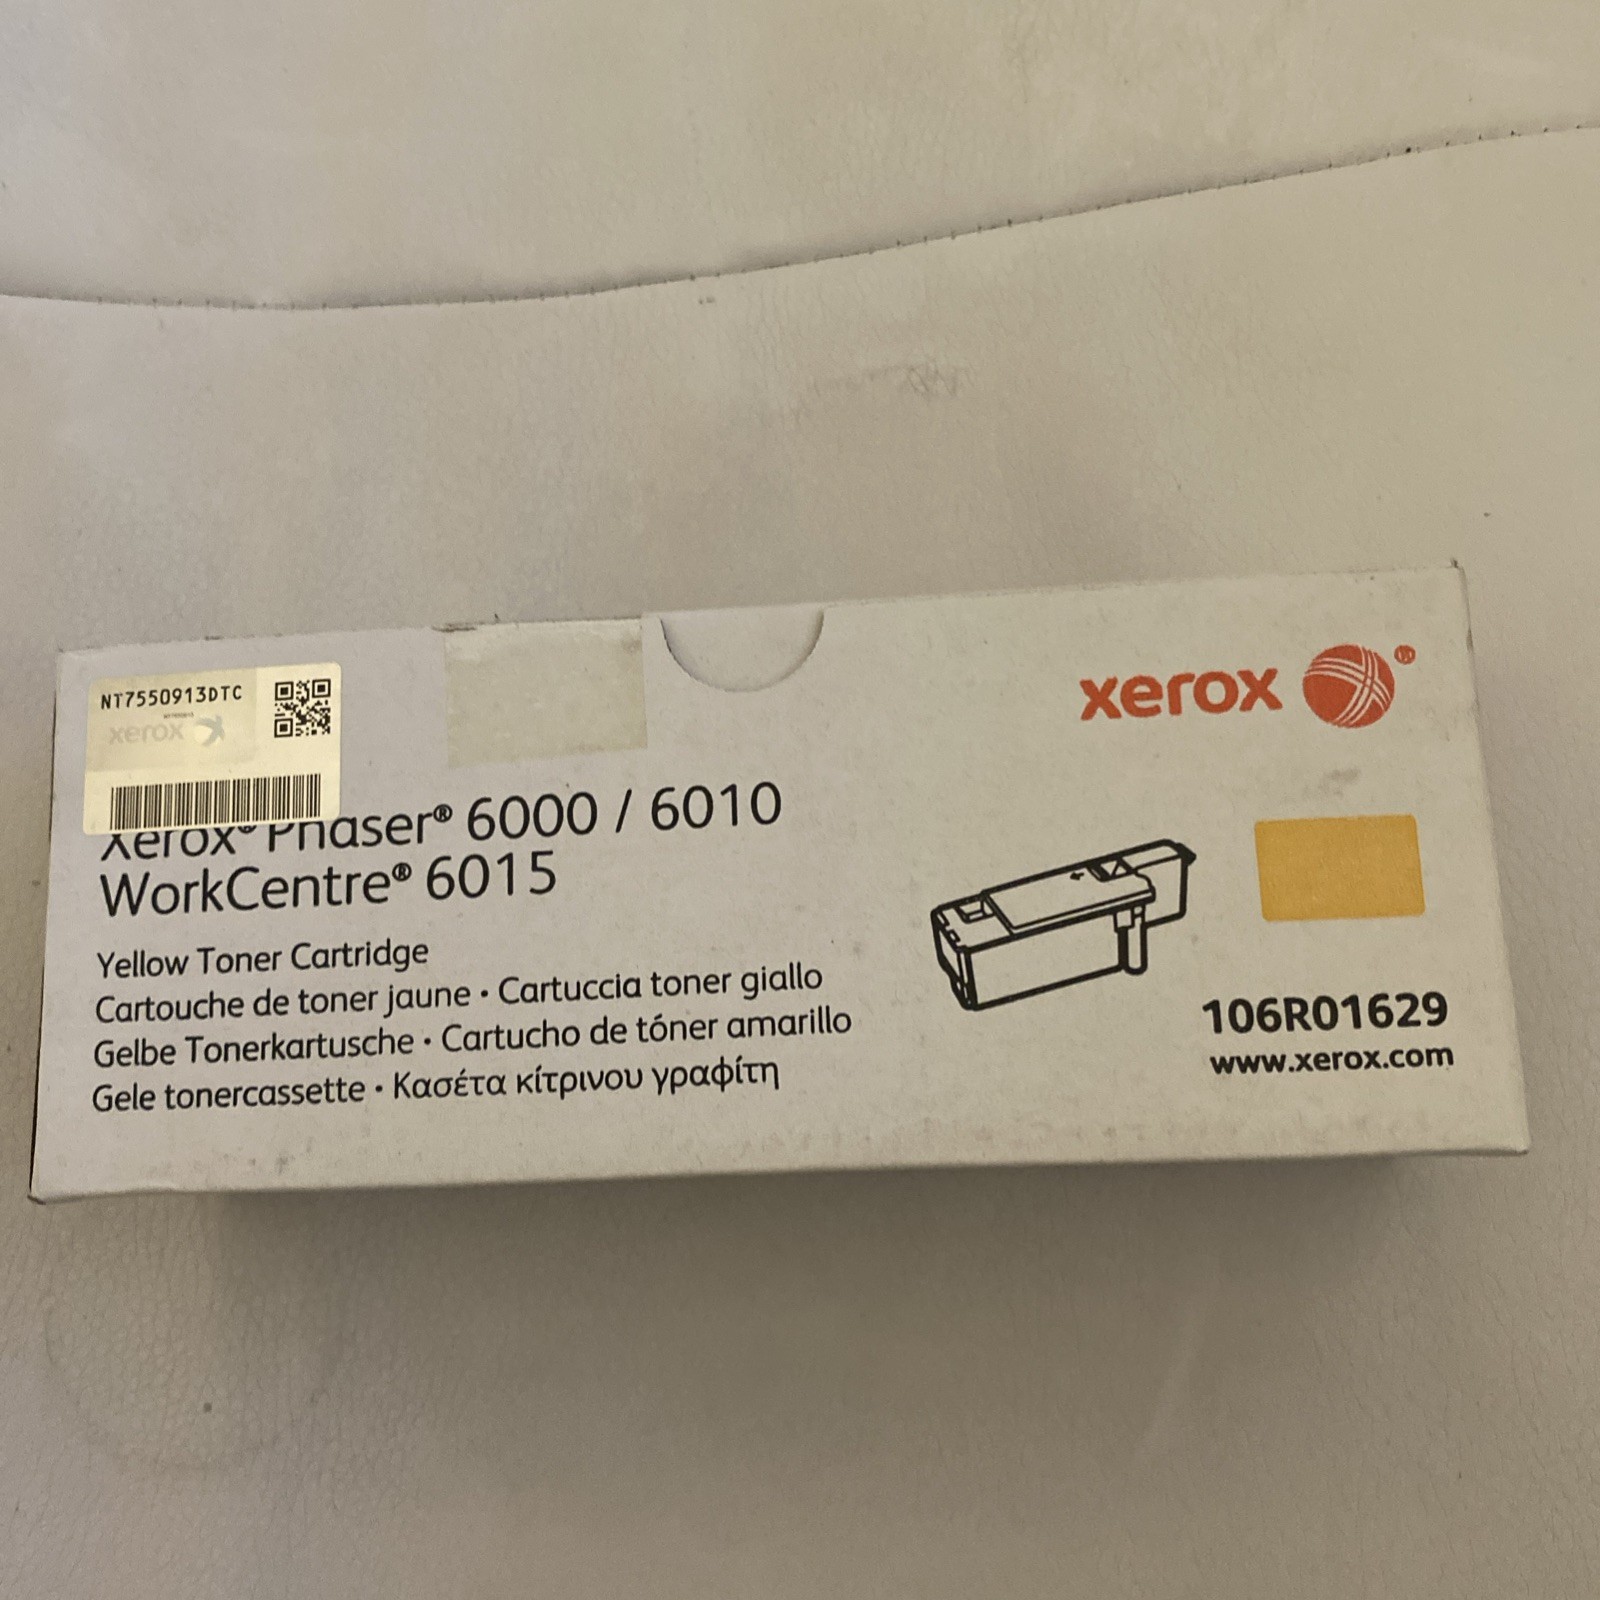 NT7550913DTC
xerox
xerox
Xerox® Phaser® 6000 / 6010
WorkCentre® 6015
Yellow Toner Cartridge
Cartouche de toner jaune • Cartuccia toner giallo
Gelbe Tonerkartusche • Cartucho de tóner amarillo
Gele tonercassette • Κασέτα κίτρινου γραφίτη
106R01629
www.xerox.com